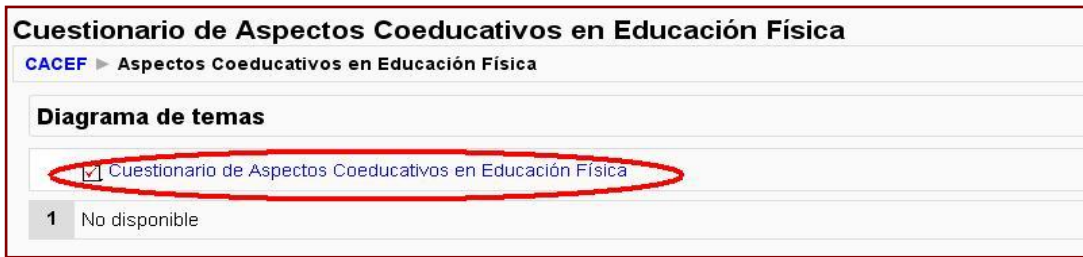 Cuestionario de Aspectos Coeducativos en Educación Física
CACEF ► Aspectos Coeducativos en Educación Física
Diagrama de temas
Cuestionario de Aspectos Coeducativos en Educación Física
1 No disponible